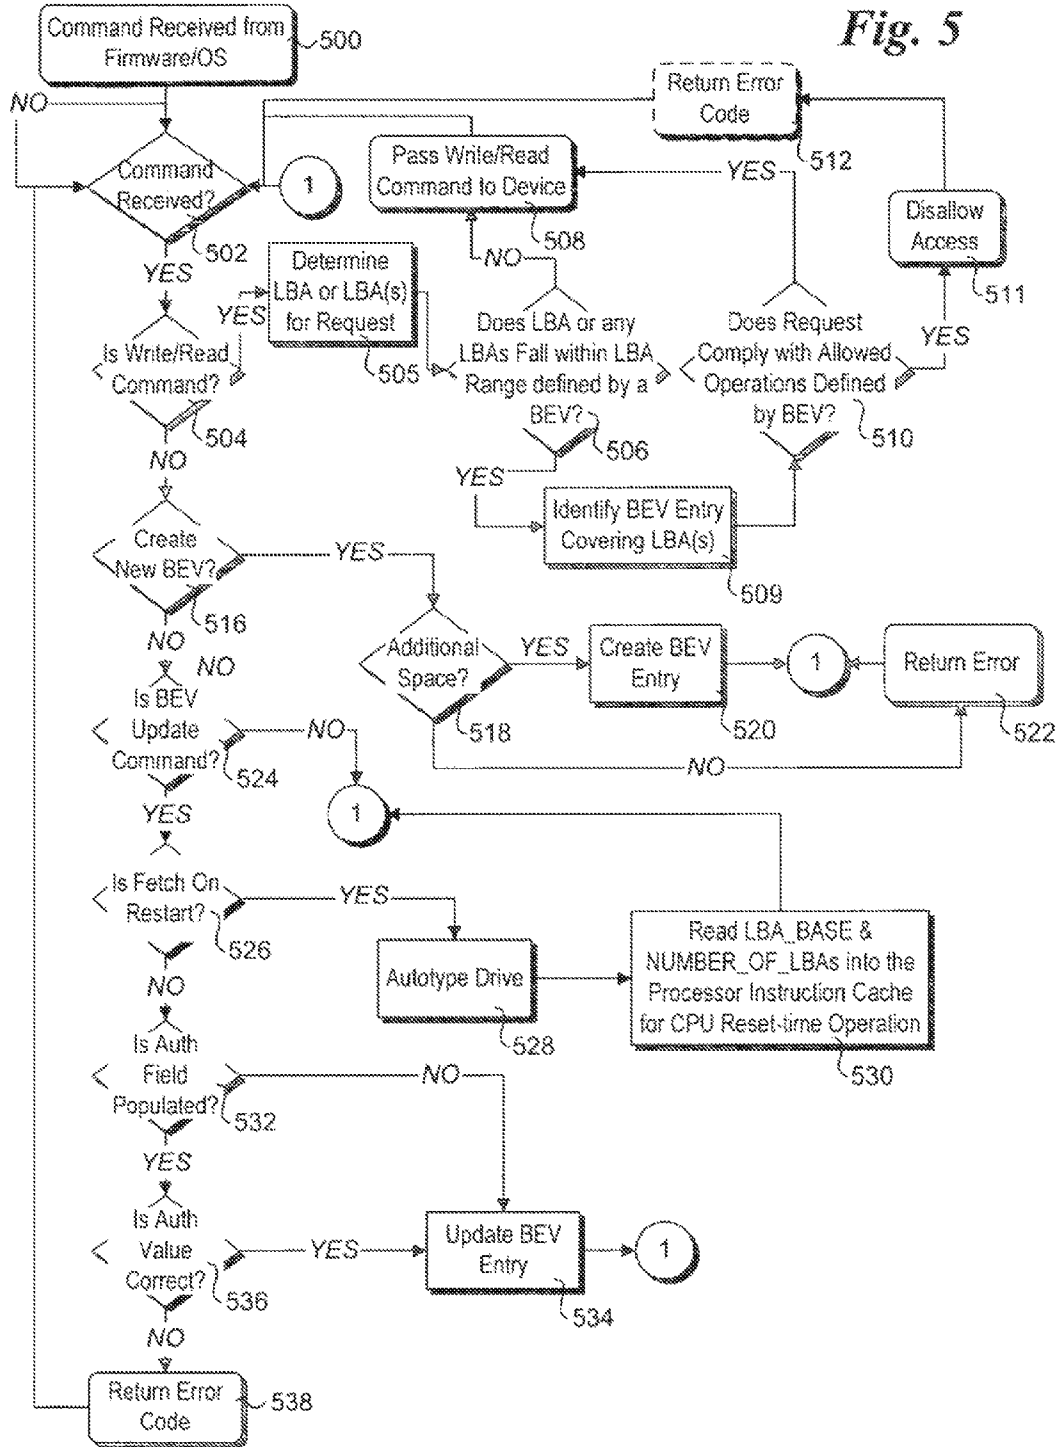 Fig. 5
Command Received from
Firmware/OS
500
NO
Return Error
Code
512
Command
Received?
502
1
Pass Write/Read
Command to Device
508
YES
Disallow
Access
511
YES
Determine
LBA or LBA(s)
for Request
505
YES
NO
Is Write/Read
Command?
504
Does LBA or any
LBAs Fall within LBA
Range defined by a
BEV?
506
Does Request
Comply with Allowed
Operations Defined
by BEV?
510
YES
NO
YES
Identify BEV Entry
Covering LBA(s)
509
Create
New BEV?
516
YES
NO
NO
Additional
Space?
518
YES
Create BEV
Entry
520
1
Return Error
522
NO
Is BEV
Update
Command?
524
NO
1
YES
Is Fetch On
Restart?
526
YES
Autotype Drive
528
Read LBA_BASE &
NUMBER_OF_LBAs into the
Processor Instruction Cache
for CPU Reset-time Operation
530
NO
Is Auth
Field
Populated?
532
NO
YES
Is Auth
Value
Correct?
536
YES
Update BEV
Entry
534
1
NO
Return Error
Code
538